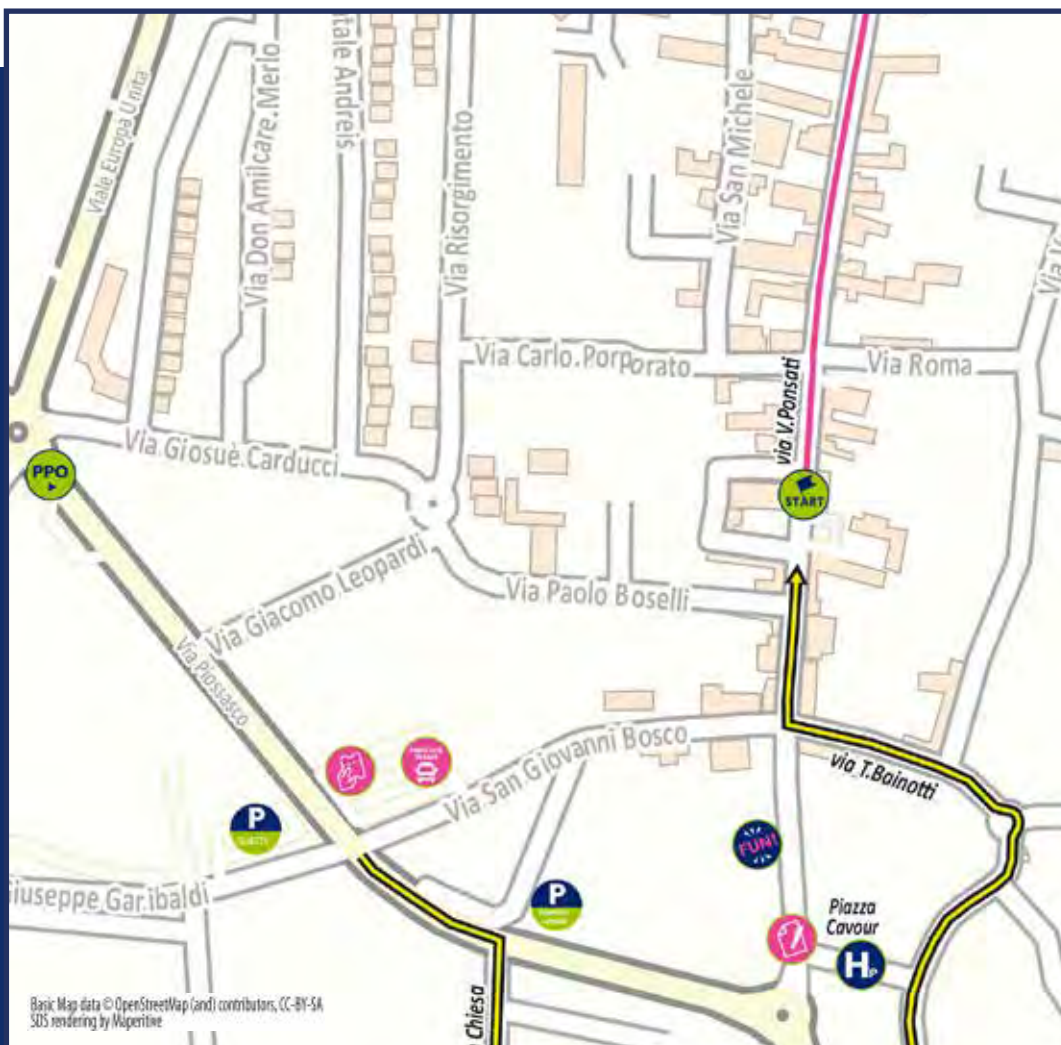 Viale Europa Unita
Via Don Amilcare.Merlo
tale Andreis
Via Risorgimento
Via San Michele
Via Carlo.Porporato
via V.Ponsati
Via Roma
Via Giosuè.Carducci
PPO
START
Via Giacomo Leopardi
Via Paolo Boselli
Via Piossasco
Via San Giovanni Bosco
via T.Bainotti
P
FUN!
Giuseppe Garibaldi
P
Piazza
Cavour
HP
Chiesa
Basic Map data © OpenStreetMap (and) contributors, CC-BY-SA
SDS rendering by Maperitive